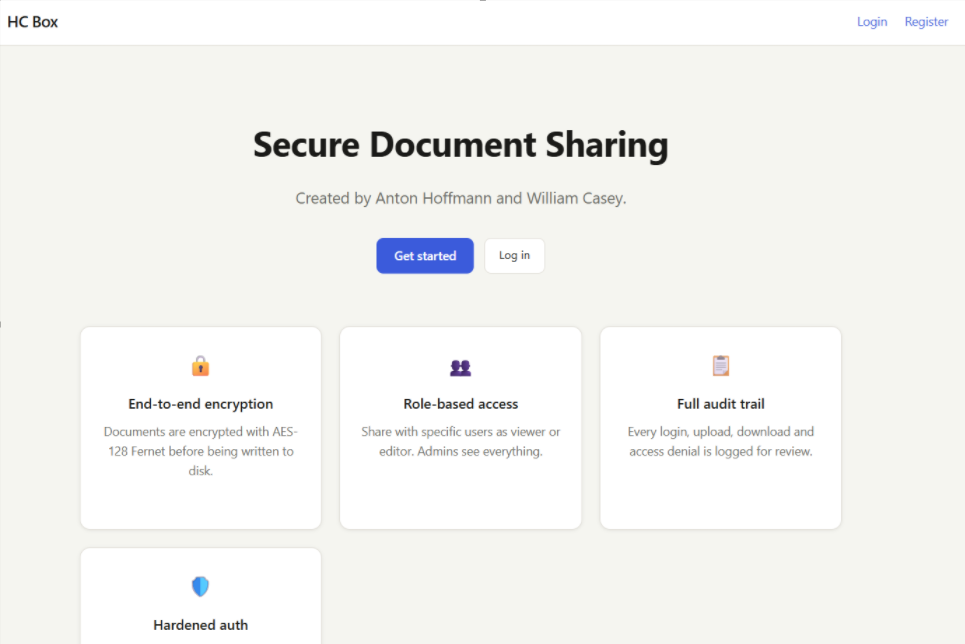 HC Box
Login
Register
Secure Document Sharing
Created by Anton Hoffmann and William Casey.
Get started
Log in
End-to-end encryption
Documents are encrypted with AES-
128 Fernet before being written to
disk.
Role-based access
Share with specific users as viewer or
editor. Admins see everything.
Full audit trail
Every login, upload, download and
access denial is logged for review.
Hardened auth